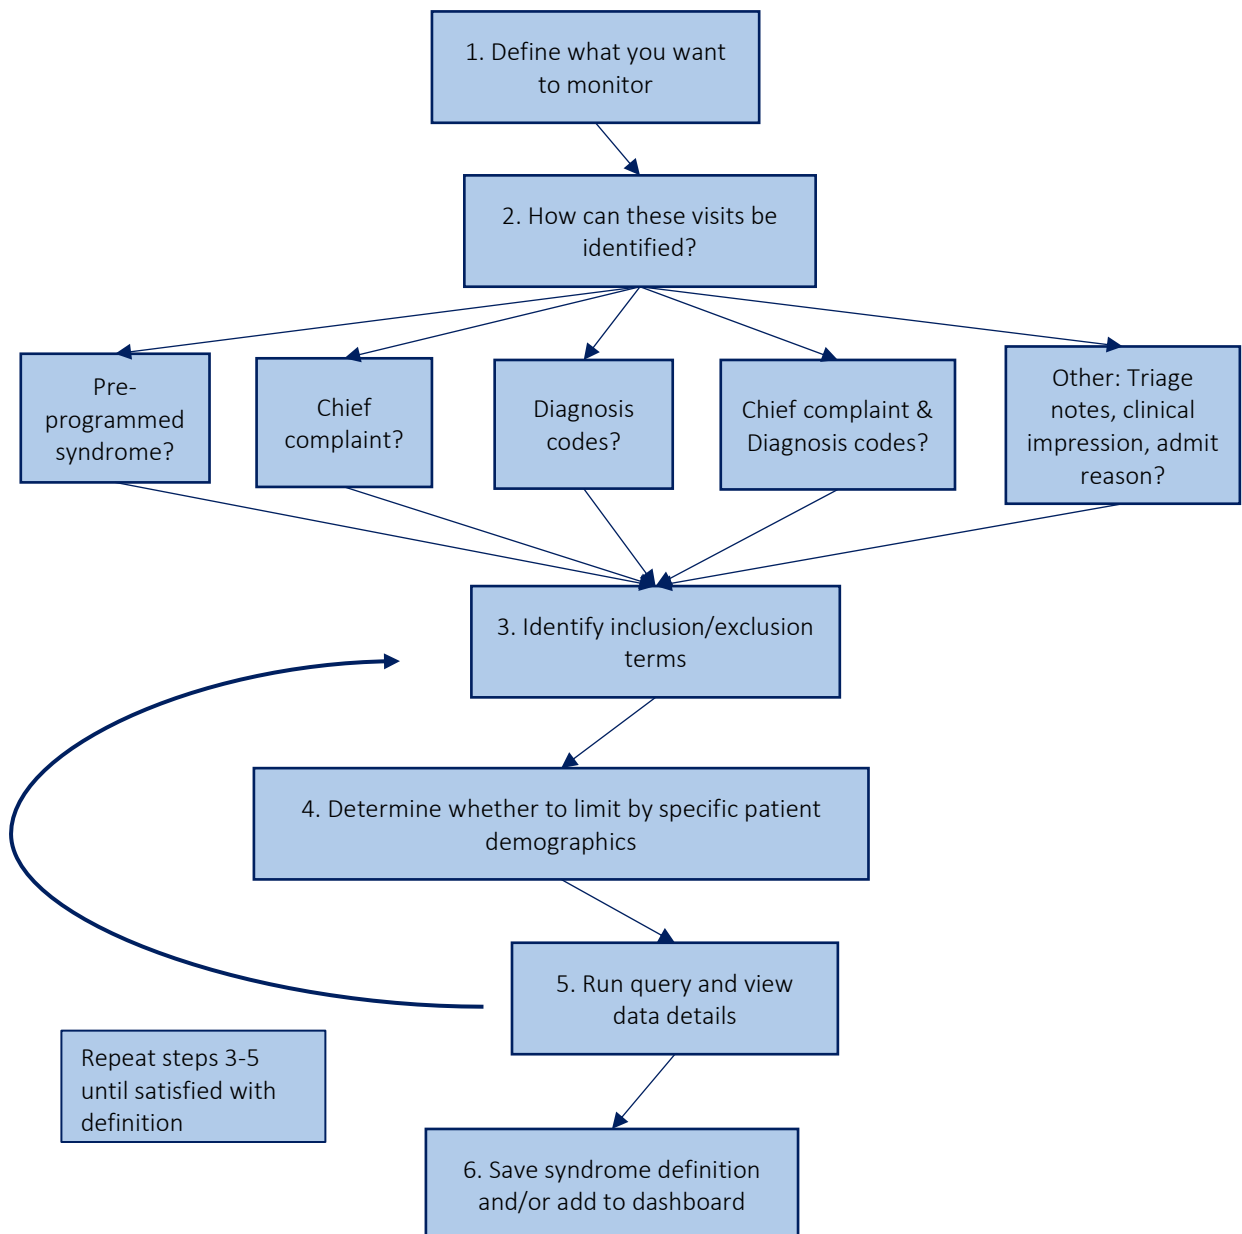 1. Define what you want
to monitor
2. How can these visits be
identified?
Pre-
programmed
syndrome?
Chief
complaint?
Diagnosis
codes?
Chief complaint &
Diagnosis codes?
Other: Triage
notes, clinical
impression, admit
reason?
3. Identify inclusion/exclusion
terms
4. Determine whether to limit by specific patient
demographics
5. Run query and view
data details
Repeat steps 3-5
until satisfied with
definition
6. Save syndrome definition
and/or add to dashboard